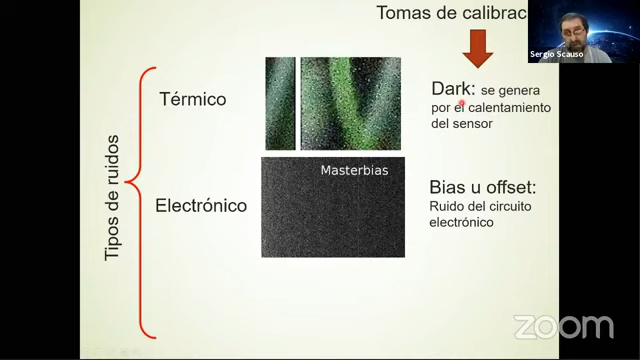 Tomas de calibrac
Sergio Scauso
Térmico
Dark: se genera
por el calentamiento
del sensor
Tipos de ruidos
Masterbias
Electrónico
Bias u offset:
Ruido del circuito
electrónico
zoom